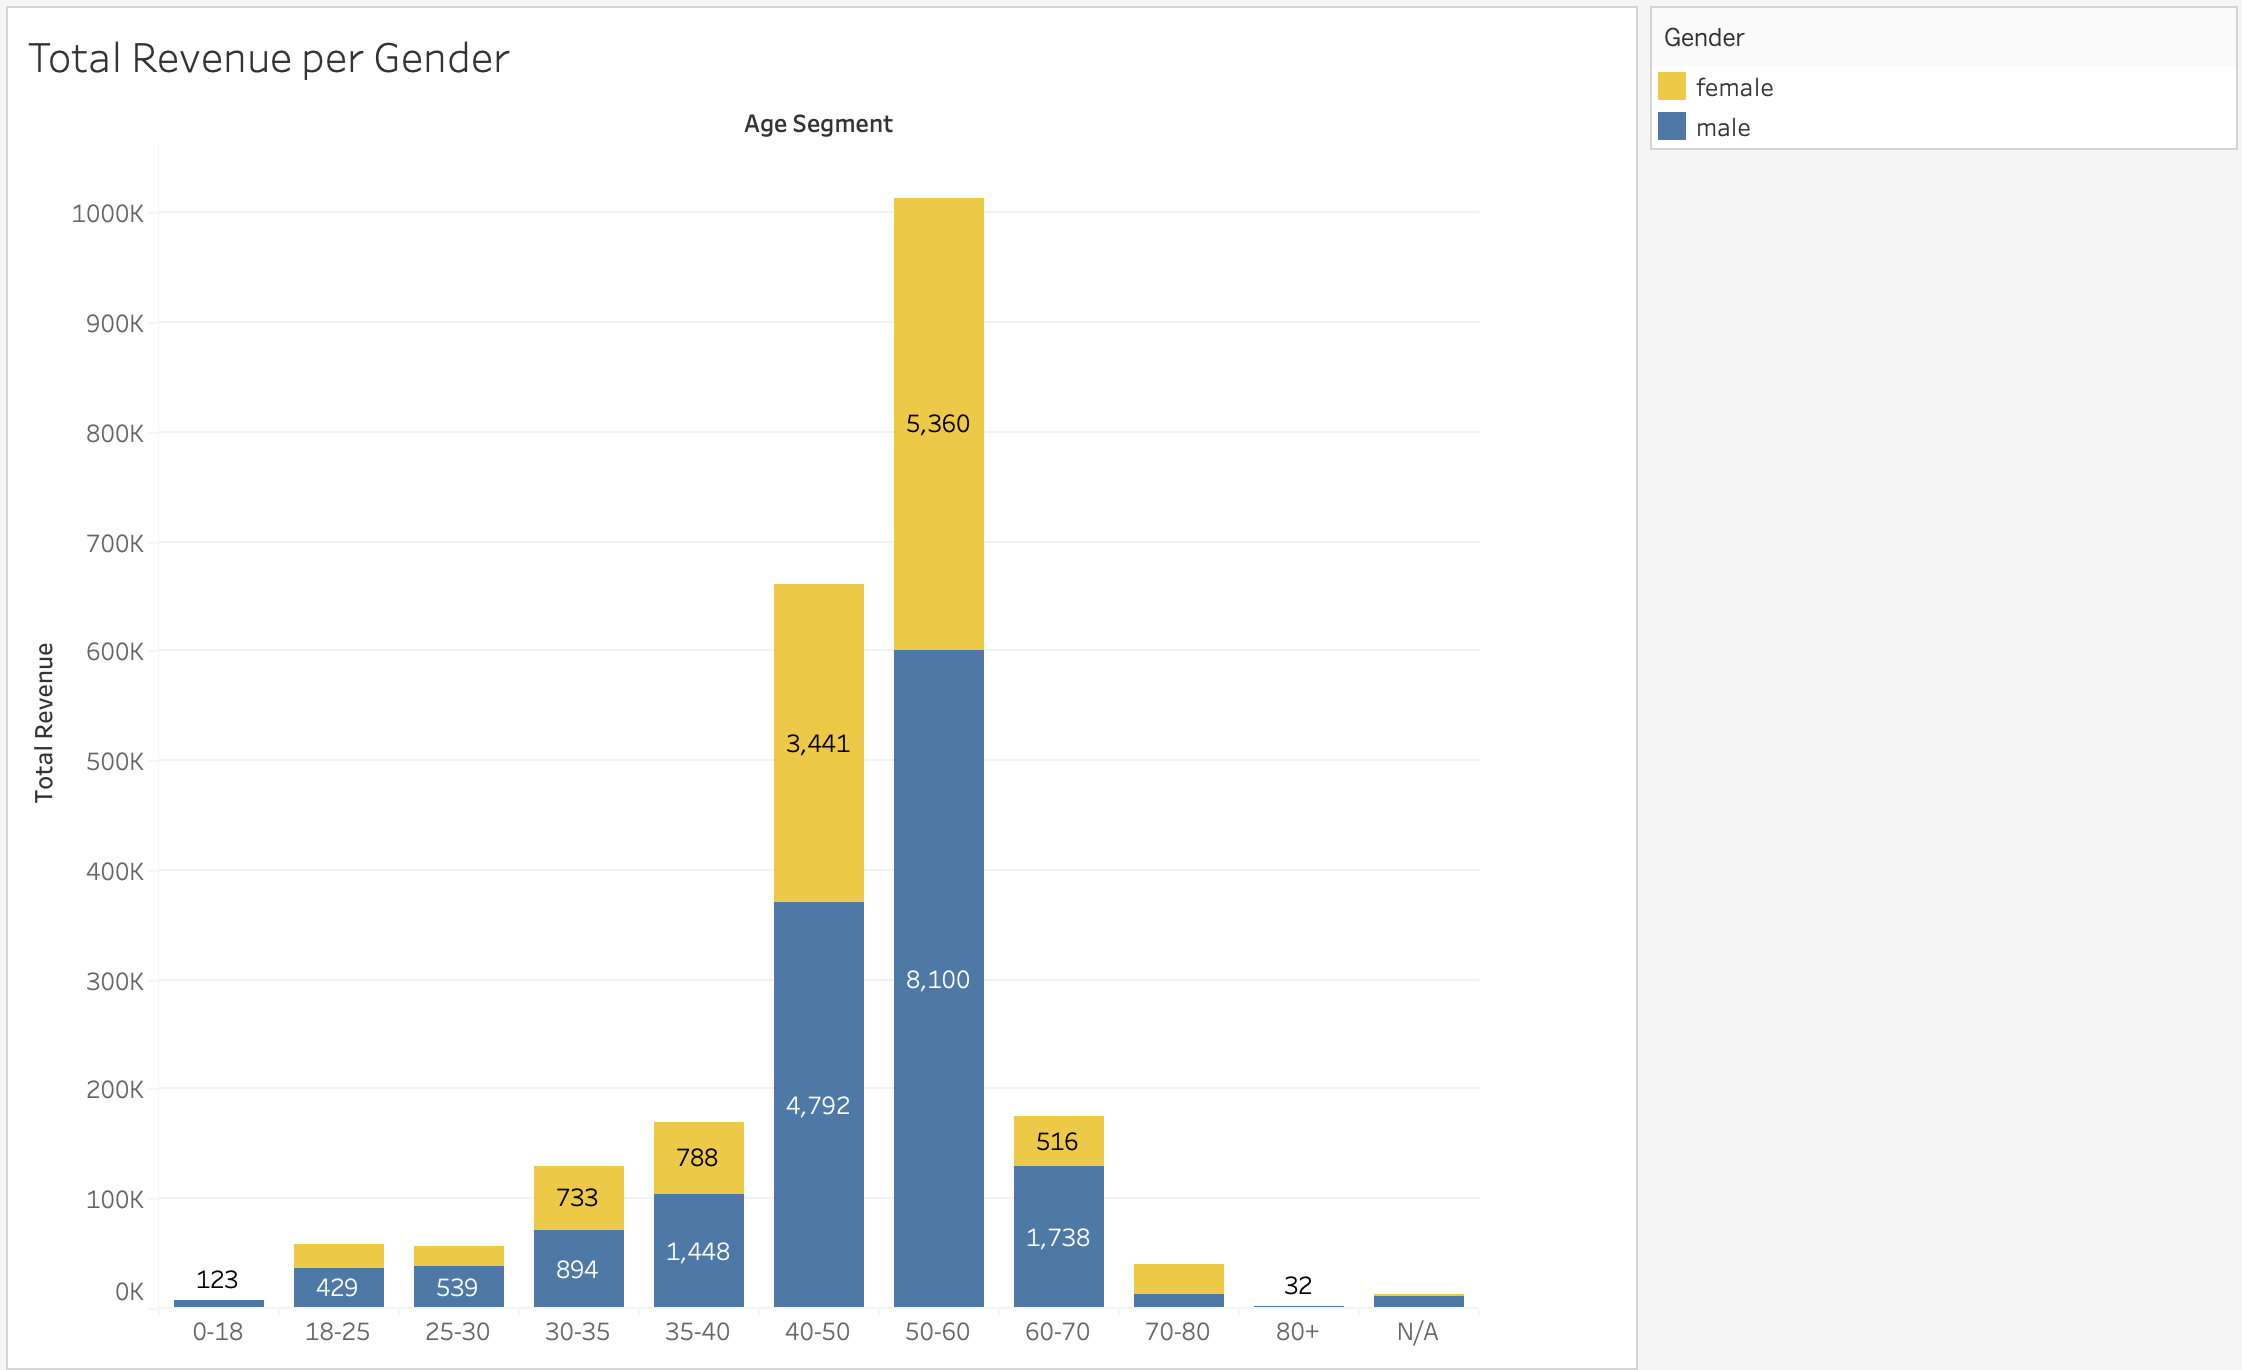 Total Revenue per Gender
Gender
female
male
Age Segment
1000K
900K
800K
700K
600K
500K
400K
300K
200K
100K
0K
Total Revenue
5,360
3,441
8,100
4,792
788
516
733
1,738
1,448
894
123
429
539
32
0-18 18-25 25-30 30-35 35-40 40-50 50-60 60-70 70-80 80+ N/A